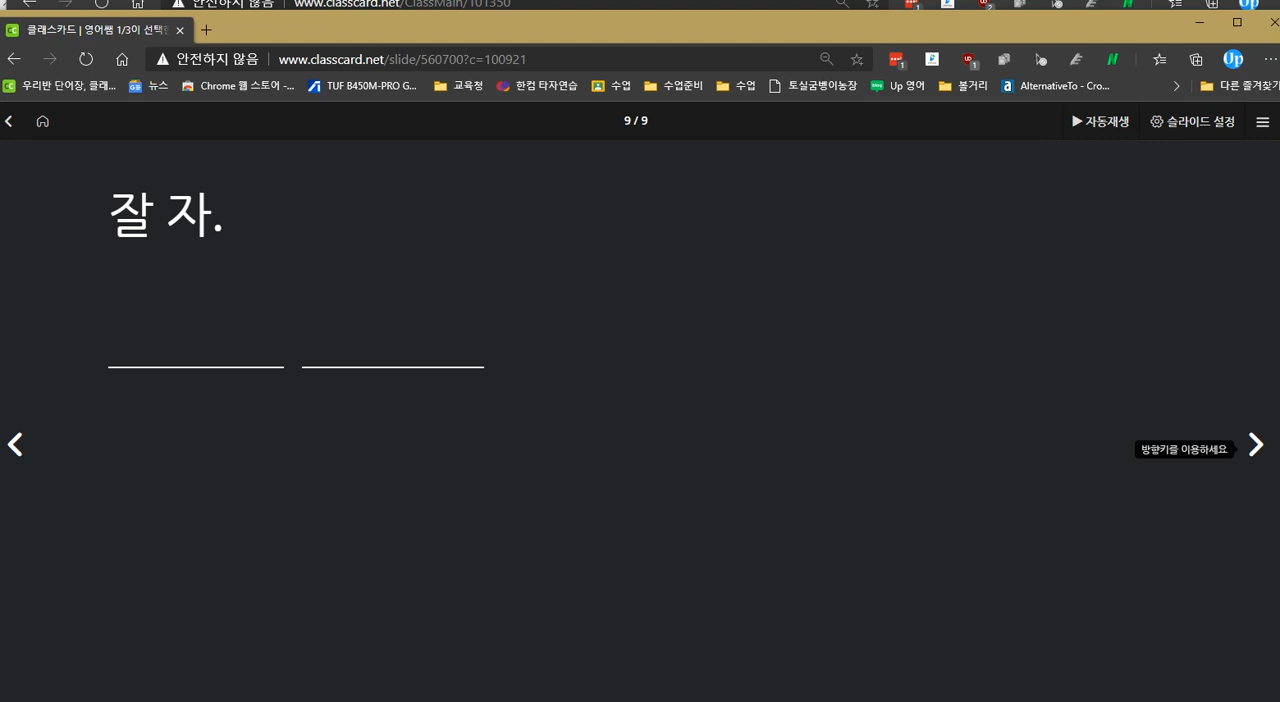 안전하지 않음 www.classcard.net/ClassMain/101350
클래스카드 | 영어쌤 1/3이 선택한
안전하지 않음 www.classcard.net/slide/560700?c=100921
우리반 단어장, 클래... 뉴스 Chrome 웹 스토어 -... TUF B450M-PRO G... 교육청 한컴 타자연습 수업 수업준비 수업 토실굼벵이농장 Up 영어 볼거리 AlternativeTo - Cro... 다른 즐겨찾기
9 / 9 자동재생 슬라이드 설정
잘 자.
방향키를 이용하세요